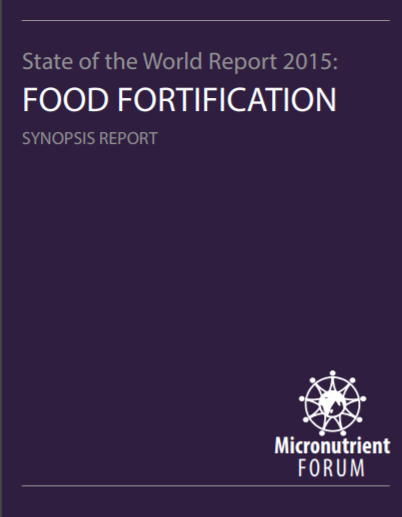 State of the World Report 2015:
FOOD FORTIFICATION
SYNOPSIS REPORT
Micronutrient
FORUM